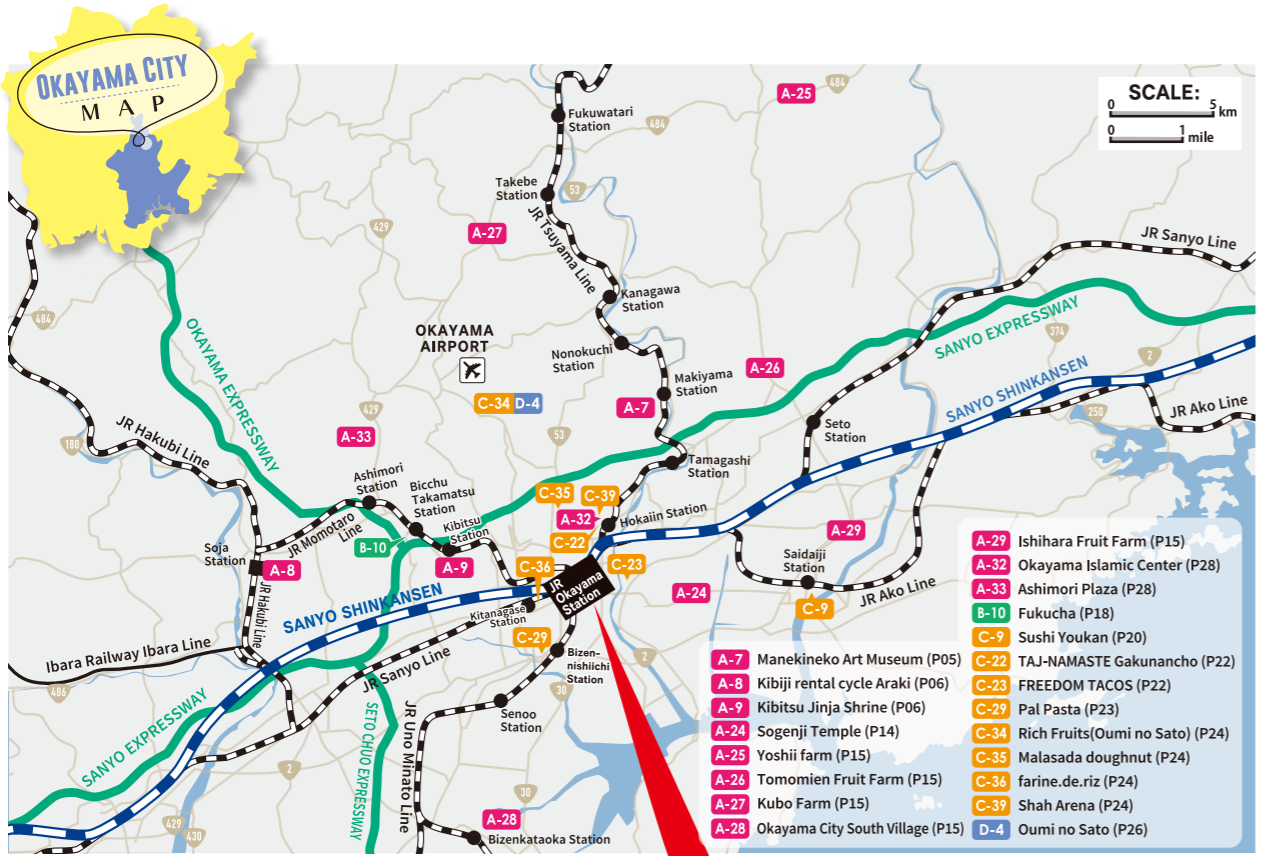 OKAYAMA CITY
MAP
SCALE:
0 5 km
0 1 mile
A-25
484
Fukuwatari
Station
484
Takebe
Station
53
JR Tsuyama Line
429
A-27
JR Sanyo Line
Kanagawa
Station
484
OKAYAMA EXPRESSWAY
OKAYAMA
AIRPORT
Nonokuchi
Station
SANYO EXPRESSWAY
374
2
A-26
Makiyama
Station
SANYO SHINKANSEN
C-34 D-4
A-7
429
250
JR Ako Line
JR Hakubi Line
180
A-33
53
Seto
Station
Tamagashi
Station
Ashimori
Station
Bicchu
Takamatsu
Station
C-35
C-39
A-32
Hokaiin Station
Kibitsu
Station
JR Momotaro
Line
B-10
C-22
A-29
Soja
Station
A-8
A-9
C-36
C-23
Saidaiji
Station
JR
Okayama
Station
A-24
JR Ako Line
C-9
JR Hakubi Line
SANYO SHINKANSEN
Kitanagase
Station
C-29
Ibara Railway Ibara Line
486
JR Sanyo Line
Bizen-
nishiichi
Station
2
30
SANYO EXPRESSWAY
SETO CHUO EXPRESSWAY
JR Uno Minato Line
Senoo
Station
2
30
429
430
A-28
Bizenkataoka Station
A-7 Manekineko Art Museum (P05)
A-8 Kibiji rental cycle Araki (P06)
A-9 Kibitsu Jinja Shrine (P06)
A-24 Sogenji Temple (P14)
A-25 Yoshii farm (P15)
A-26 Tomomien Fruit Farm (P15)
A-27 Kubo Farm (P15)
A-28 Okayama City South Village (P15)
A-29 Ishihara Fruit Farm (P15)
A-32 Okayama Islamic Center (P28)
A-33 Ashimori Plaza (P28)
B-10 Fukucha (P18)
C-9 Sushi Youkan (P20)
C-22 TAJ-NAMASTE Gakunancho (P22)
C-23 FREEDOM TACOS (P22)
C-29 Pal Pasta (P23)
C-34 Rich Fruits(Oumi no Sato) (P24)
C-35 Malasada doughnut (P24)
C-36 farine.de.riz (P24)
C-39 Shah Arena (P24)
D-4 Oumi no Sato (P26)